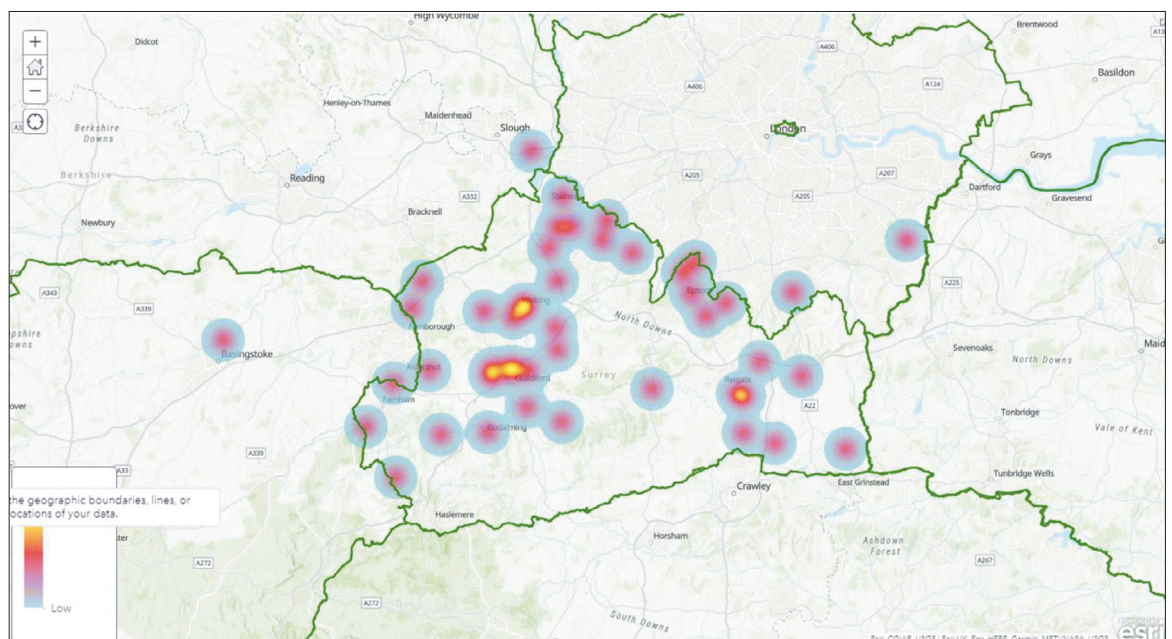 High Wycombe
Brentwood
+
Didcot
A406
Basildon
−
A406
A124
Henley-on-Thames
Maidenhead
Berkshire
Downs
Slough
London
Grays
Reading
A205
A207
Berkshire
Dartford
A332
Staines
A205
Gravesend
Bracknell
Newbury
A225
A343
Epsom
A339
Woking
North Downs
Farnborough
Sevenoaks
Basingstoke
North Downs
Aldershot
Guildford
Surrey
Reigate
Farnham
A22
Tonbridge
Godalming
Vale of Kent
A339
A33
Tunbridge Wells
East Grinstead
Crawley
the geographic boundaries, lines, or
ocations of your data.
Haslemere
Horsham
Ashdown
Forest
A272
A267
Low
A272
South Downs
POWERED BY
esri